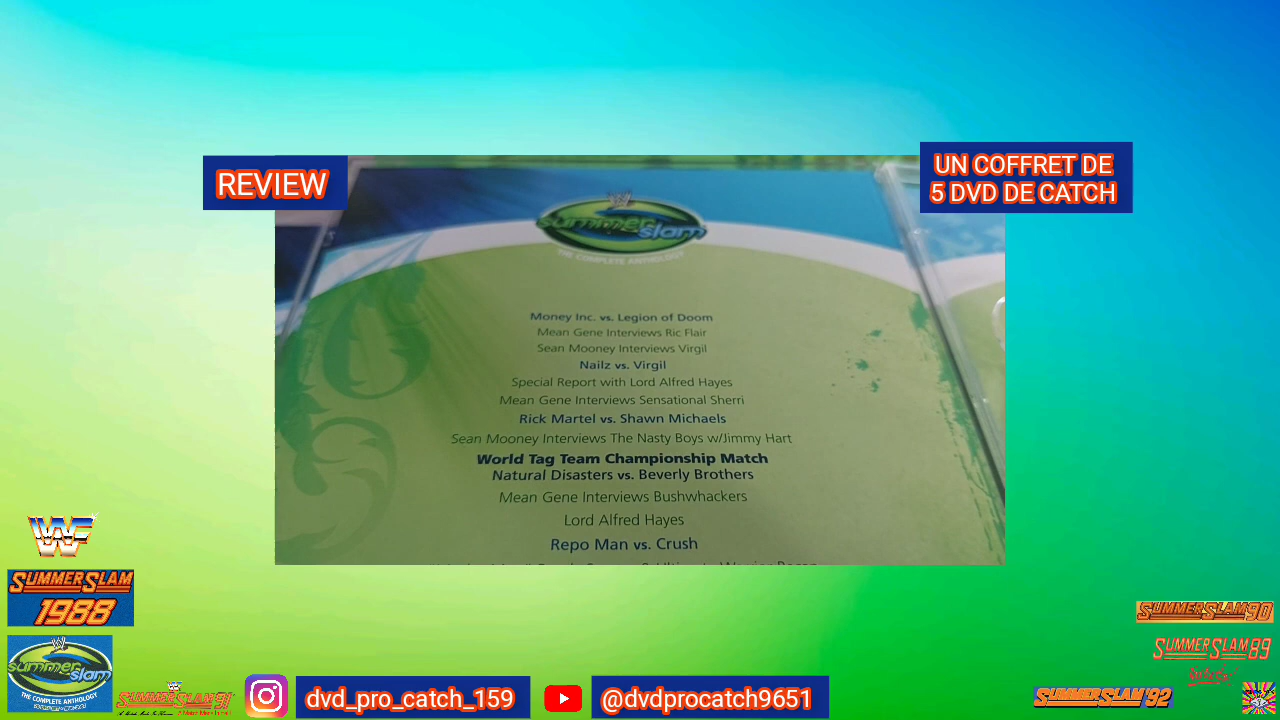 REVIEW
UN COFFRET DE
5 DVD DE CATCH
summerslam
THE COMPLETE ANTHOLOGY
Money Inc. vs. Legion of Doom
Mean Gene Interviews Ric Flair
Sean Mooney Interviews Virgil
Nailz vs. Virgil
Special Report with Lord Alfred Hayes
Mean Gene Interviews Sensational Sherri
Rick Martel vs. Shawn Michaels
Sean Mooney Interviews The Nasty Boys w/Jimmy Hart
World Tag Team Championship Match
Natural Disasters vs. Beverly Brothers
Mean Gene Interviews Bushwhackers
Lord Alfred Hayes
Repo Man vs. Crush
WF
SUMMERSLAM
1988
summerslam
THE COMPLETE ANTHOLOGY
SUMMERSLAM 91
SUMMERSLAM 90
SUMMERSLAM 89
SUMMERSLAM '92
dvd_pro_catch_159
@dvdprocatch9651